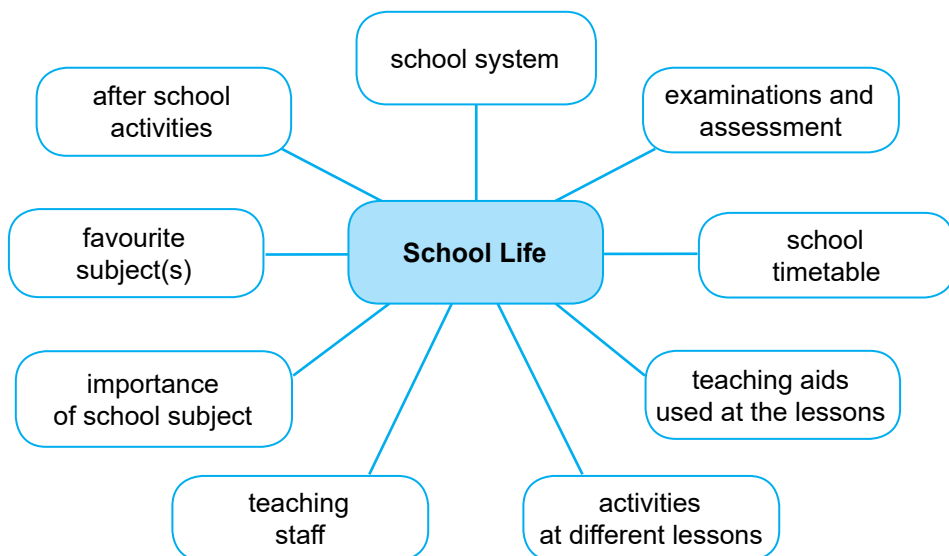 school system
after school
activities
examinations and
assessment
favourite
subject(s)
School Life
school
timetable
importance
of school subject
teaching aids
used at the lessons
teaching
staff
activities
at different lessons